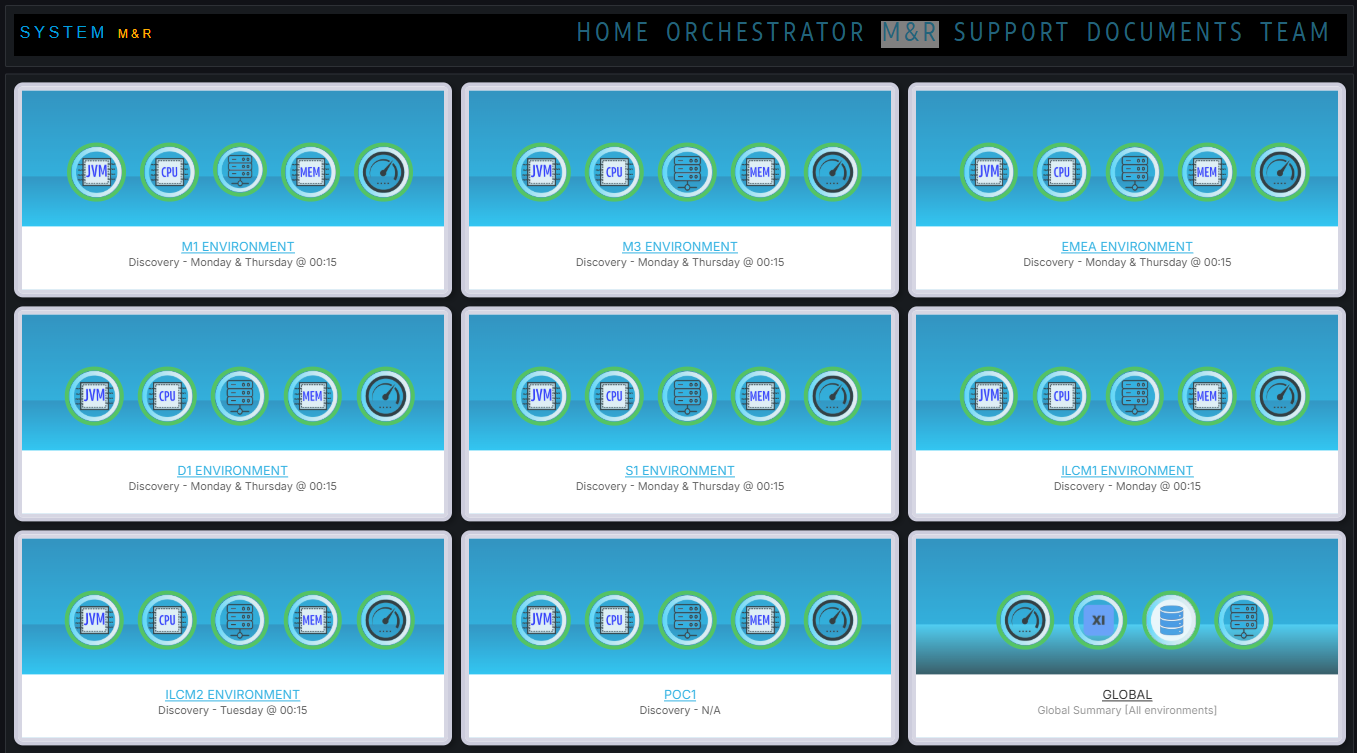 SYSTEM M&R
HOME ORCHESTRATOR M&R SUPPORT DOCUMENTS TEAM
JVM CPU MEM
M1 ENVIRONMENT
Discovery - Monday & Thursday @ 00:15
JVM CPU MEM
M3 ENVIRONMENT
Discovery - Monday & Thursday @ 00:15
JVM CPU MEM
EMEA ENVIRONMENT
Discovery - Monday & Thursday @ 00:15
JVM CPU MEM
D1 ENVIRONMENT
Discovery - Monday & Thursday @ 00:15
JVM CPU MEM
S1 ENVIRONMENT
Discovery - Monday & Thursday @ 00:15
JVM CPU MEM
ILCM1 ENVIRONMENT
Discovery - Monday @ 00:15
JVM CPU MEM
ILCM2 ENVIRONMENT
Discovery - Tuesday @ 00:15
JVM CPU MEM
POC1
Discovery - N/A
XI
GLOBAL
Global Summary [All environments]